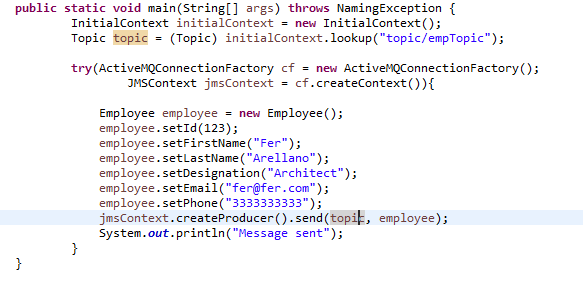 public static void main(String[] args) throws NamingException {
InitialContext initialContext = new InitialContext();
Topic topic = (Topic) initialContext.lookup("topic/empTopic");
try(ActiveMQConnectionFactory cf = new ActiveMQConnectionFactory();
JMSContext jmsContext = cf.createContext()){
Employee employee = new Employee();
employee.setId(123);
employee.setFirstName("Fer");
employee.setLastName("Arellano");
employee.setDesignation("Architect");
employee.setEmail("fer@fer.com");
employee.setPhone("3333333333");
jmsContext.createProducer().send(topic, employee);
System.out.println("Message sent");
}
}